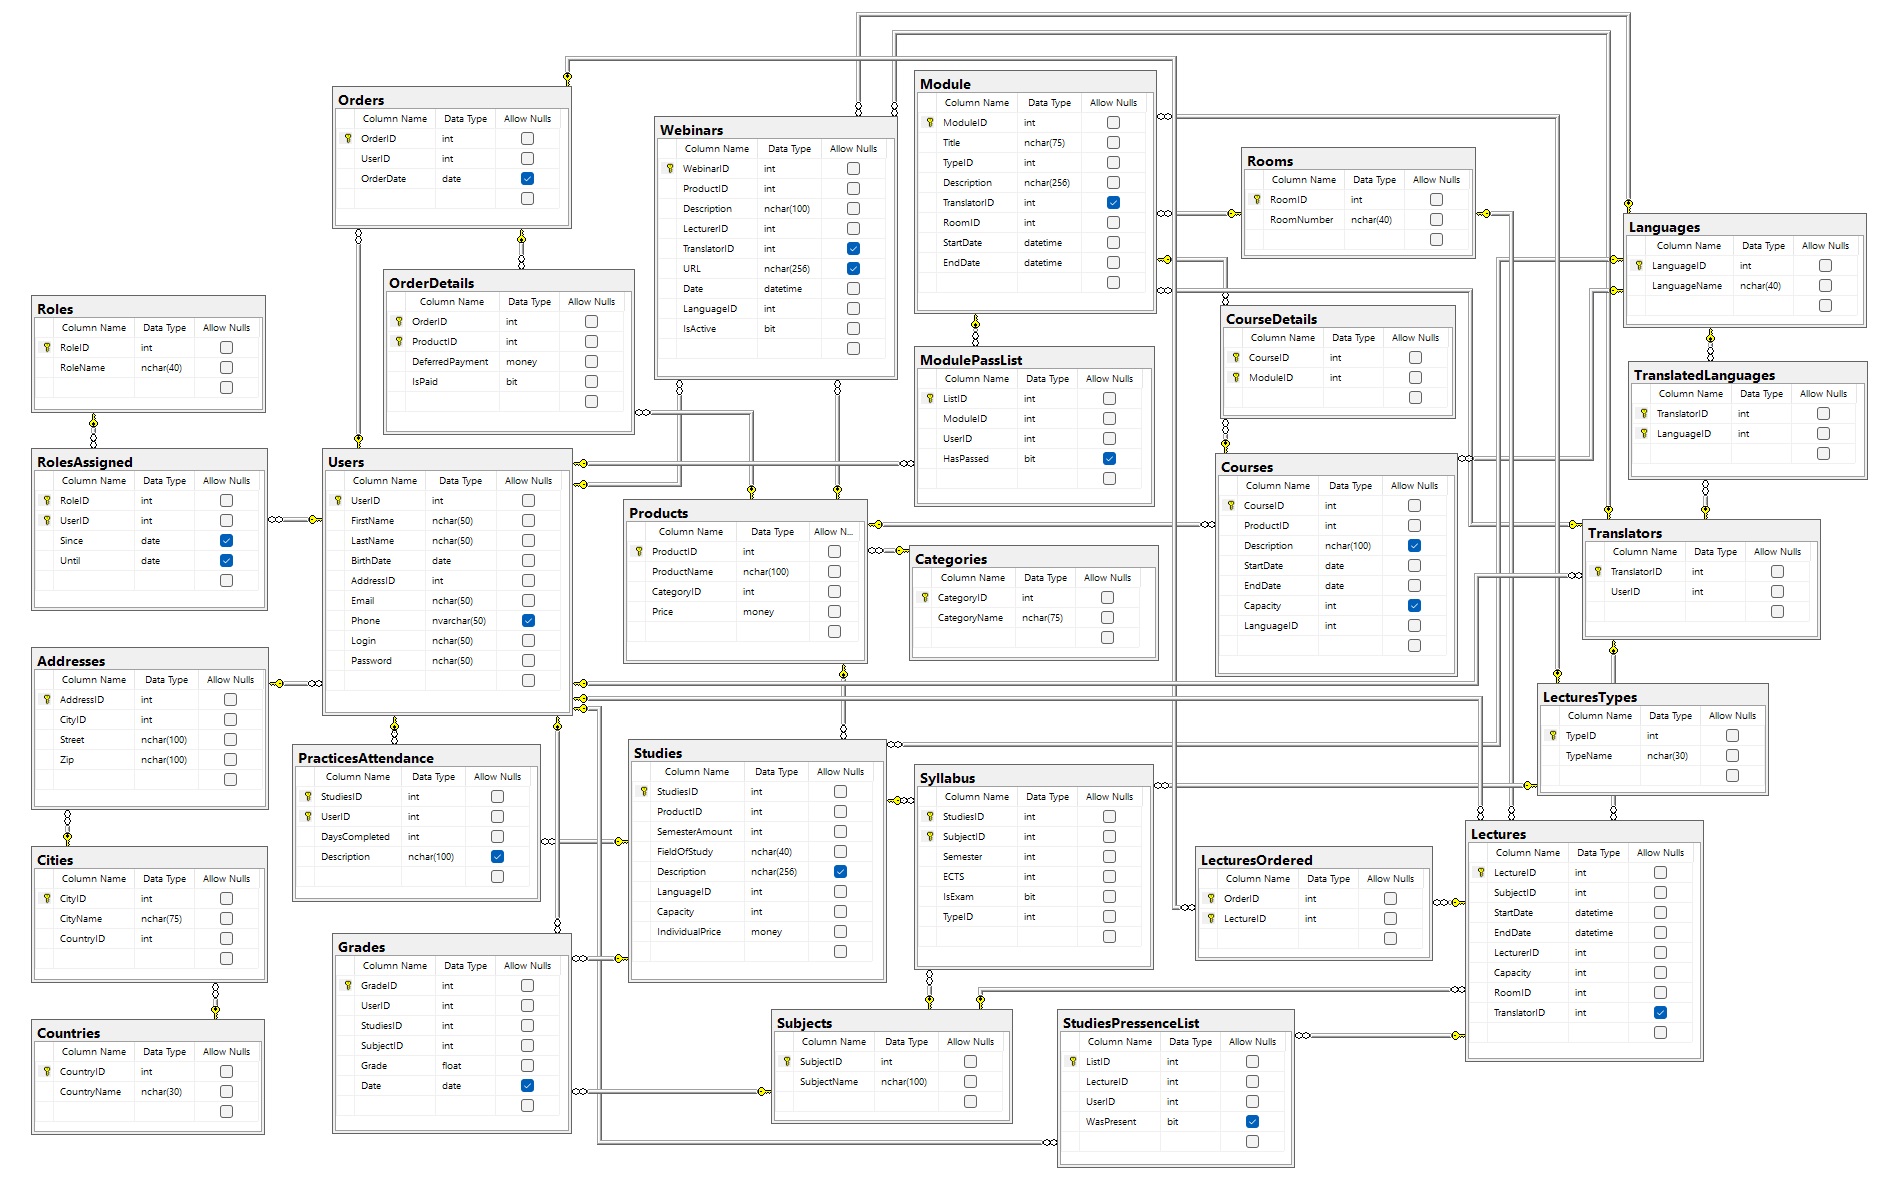 Orders
Column Name Data Type Allow Nulls
OrderID int
UserID int
OrderDate date
Webinars
Column Name Data Type Allow Nulls
WebinarID int
ProductID int
Description nchar(100)
LecturerID int
TranslatorID int
URL nchar(256)
Date datetime
LanguageID int
IsActive bit
Module
Column Name Data Type Allow Nulls
ModuleID int
Title nchar(75)
TypeID int
Description nchar(256)
TranslatorID int
RoomID int
StartDate datetime
EndDate datetime
Rooms
Column Name Data Type Allow Nulls
RoomID int
RoomNumber nchar(40)
Languages
Column Name Data Type Allow Nulls
LanguageID int
LanguageName nchar(40)
OrderDetails
Column Name Data Type Allow Nulls
OrderID int
ProductID int
DeferredPayment money
IsPaid bit
Roles
Column Name Data Type Allow Nulls
RoleID int
RoleName nchar(40)
CourseDetails
Column Name Data Type Allow Nulls
CourseID int
ModuleID int
ModulePassList
Column Name Data Type Allow Nulls
ListID int
ModuleID int
UserID int
HasPassed bit
TranslatedLanguages
Column Name Data Type Allow Nulls
TranslatorID int
LanguageID int
RolesAssigned
Column Name Data Type Allow Nulls
RoleID int
UserID int
Since date
Until date
Users
Column Name Data Type Allow Nulls
UserID int
FirstName nchar(50)
LastName nchar(50)
BirthDate date
AddressID int
Email nchar(50)
Phone nvarchar(50)
Login nchar(50)
Password nchar(50)
Products
Column Name Data Type Allow N...
ProductID int
ProductName nchar(100)
CategoryID int
Price money
Categories
Column Name Data Type Allow Nulls
CategoryID int
CategoryName nchar(75)
Courses
Column Name Data Type Allow Nulls
CourseID int
ProductID int
Description nchar(100)
StartDate date
EndDate date
Capacity int
LanguageID int
Translators
Column Name Data Type Allow Nulls
TranslatorID int
UserID int
Addresses
Column Name Data Type Allow Nulls
AddressID int
CityID int
Street nchar(100)
Zip nchar(100)
LecturesTypes
Column Name Data Type Allow Nulls
TypeID int
TypeName nchar(30)
PracticesAttendance
Column Name Data Type Allow Nulls
StudiesID int
UserID int
DaysCompleted int
Description nchar(100)
Studies
Column Name Data Type Allow Nulls
StudiesID int
ProductID int
SemesterAmount int
FieldOfStudy nchar(40)
Description nchar(256)
LanguageID int
Capacity int
IndividualPrice money
Syllabus
Column Name Data Type Allow Nulls
StudiesID int
SubjectID int
Semester int
ECTS int
IsExam bit
TypeID int
LecturesOrdered
Column Name Data Type Allow Nulls
OrderID int
LectureID int
Lectures
Column Name Data Type Allow Nulls
LectureID int
SubjectID int
StartDate datetime
EndDate datetime
LecturerID int
Capacity int
RoomID int
TranslatorID int
Cities
Column Name Data Type Allow Nulls
CityID int
CityName nchar(75)
CountryID int
Grades
Column Name Data Type Allow Nulls
GradeID int
UserID int
StudiesID int
SubjectID int
Grade float
Date date
Subjects
Column Name Data Type Allow Nulls
SubjectID int
SubjectName nchar(100)
StudiesPressenceList
Column Name Data Type Allow Nulls
ListID int
LectureID int
UserID int
WasPresent bit
Countries
Column Name Data Type Allow Nulls
CountryID int
CountryName nchar(30)